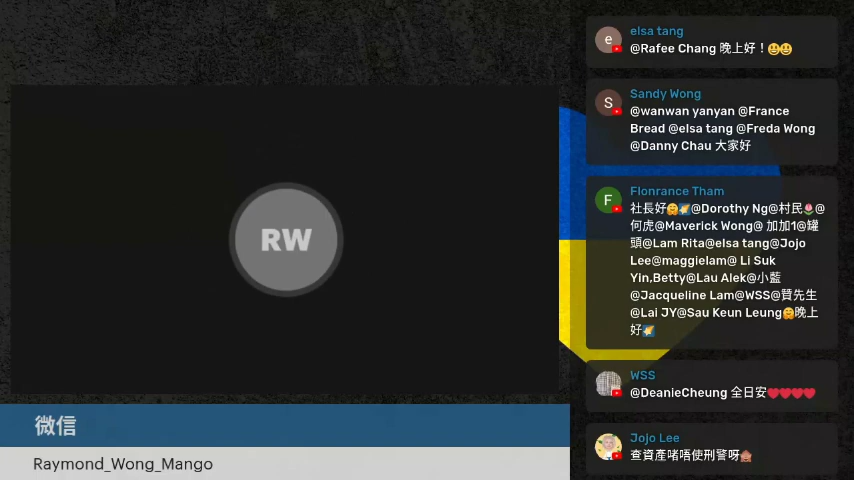 RW
微信
Raymond_Wong_Mango
e
elsa tang
@Rafee Chang 晚上好！😃😃
S
Sandy Wong
@wanwan yanyan @France
Bread @elsa tang @Freda Wong
@Danny Chau 大家好
F
Flonrance Tham
社長好🤗🌠@Dorothy Ng@村民🌷@
何虎@Maverick Wong@ 加加1@罐
頭@Lam Rita@elsa tang@Jojo
Lee@maggielam@ Li Suk
Yin,Betty@Lau Alek@小藍
@Jacqueline Lam@WSS@贊先生
@Lai JY@Sau Keun Leung🤗晚上
好🌠
WSS
@DeanieCheung 全日安❤❤❤❤
Jojo Lee
查資產啫唔使刑警呀🙈